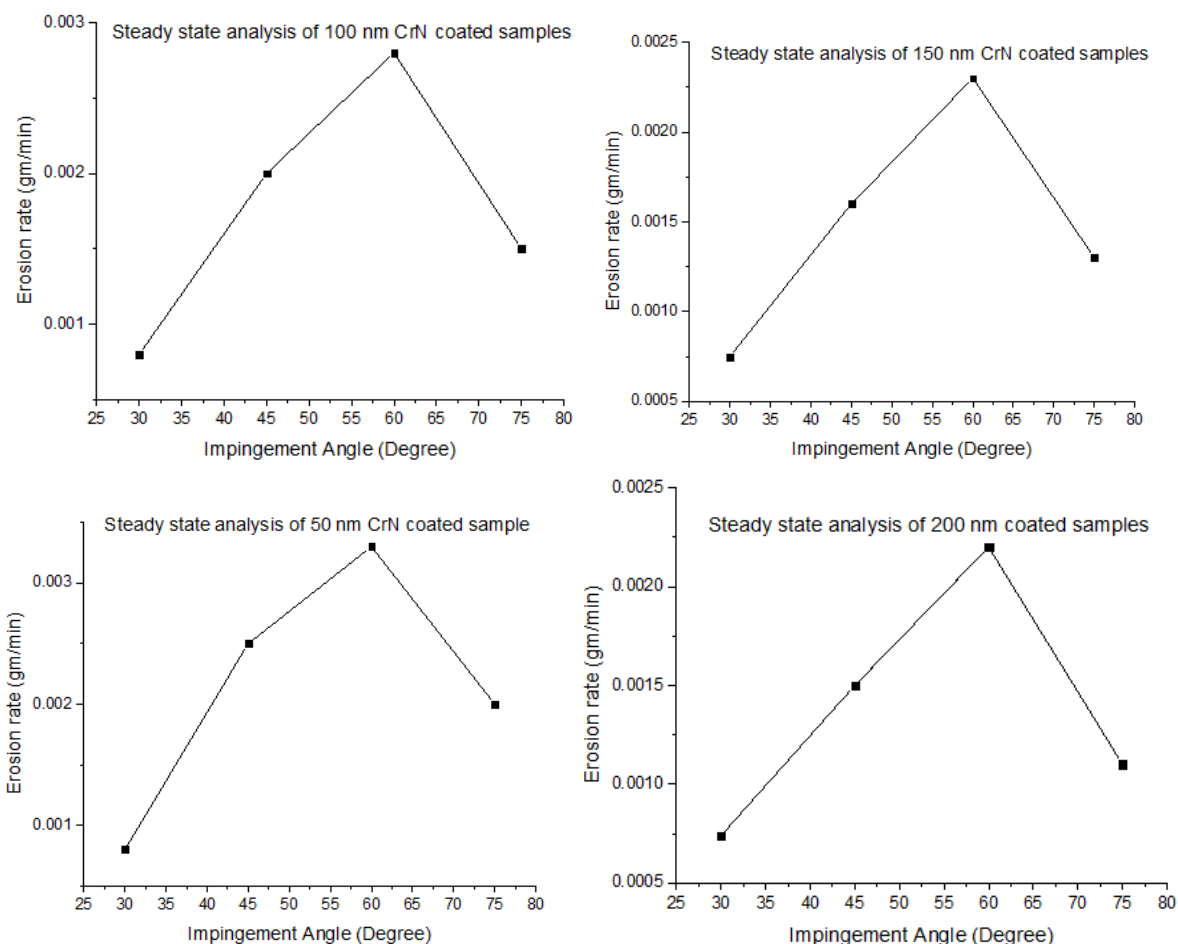 Steady state analysis of 100 nm CrN coated samples
0.003
0.002
0.001
Erosion rate (gm/min)
25 30 35 40 45 50 55 60 65 70 75 80
Impingement Angle (Degree)
Steady state analysis of 150 nm CrN coated samples
0.0025
0.0020
0.0015
0.0010
0.0005
Erosion rate (gm/min)
25 30 35 40 45 50 55 60 65 70 75 80
Impingement Angle (Degree)
Steady state analysis of 50 nm CrN coated sample
0.003
0.002
0.001
Erosion rate (gm/min)
25 30 35 40 45 50 55 60 65 70 75 80
Impingement Angle (Degree)
Steady state analysis of 200 nm coated samples
0.0025
0.0020
0.0015
0.0010
0.0005
Erosion rate (gm/min)
25 30 35 40 45 50 55 60 65 70 75 80
Impingement Angle (Degree)